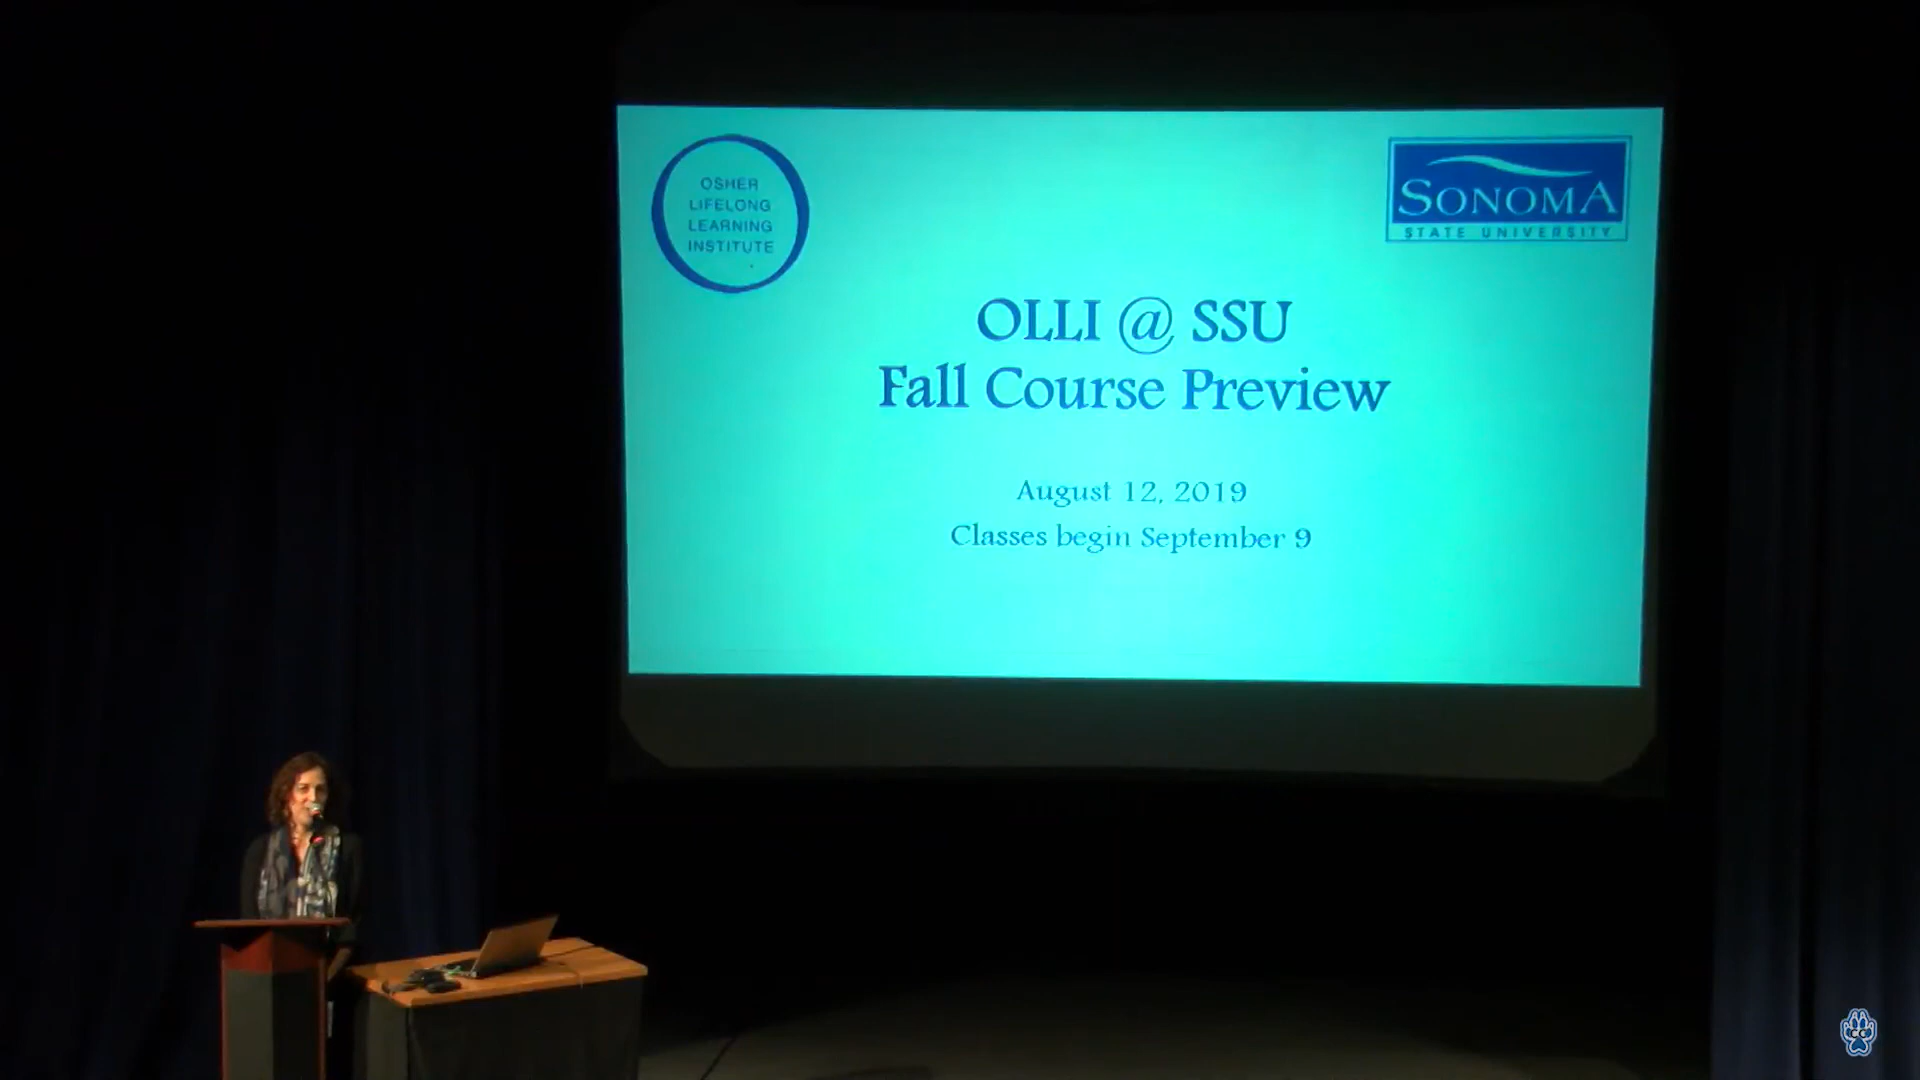 OSHER
LIFELONG
LEARNING
INSTITUTE
SONOMA
STATE UNIVERSITY
OLLI @ SSU
Fall Course Preview
August 12, 2019
Classes begin September 9